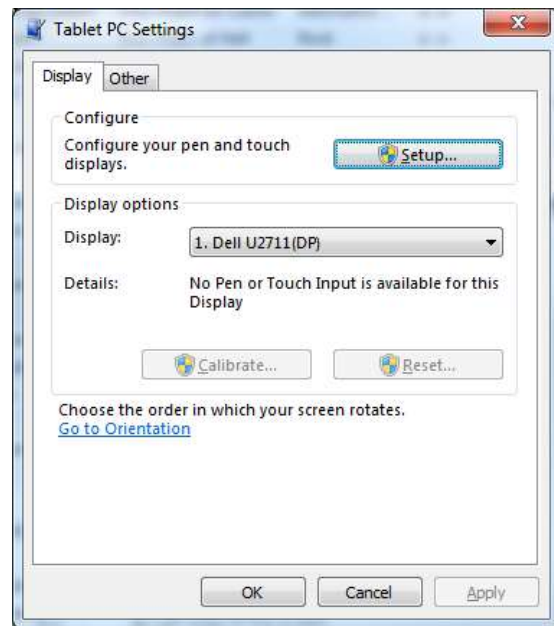 Tablet PC Settings
Display
Other
Configure
Configure your pen and touch
displays.
Setup...
Display options
Display:
1. Dell U2711(DP)
Details:
No Pen or Touch Input is available for this
Display
Calibrate...
Reset...
Choose the order in which your screen rotates.
Go to Orientation
OK
Cancel
Apply